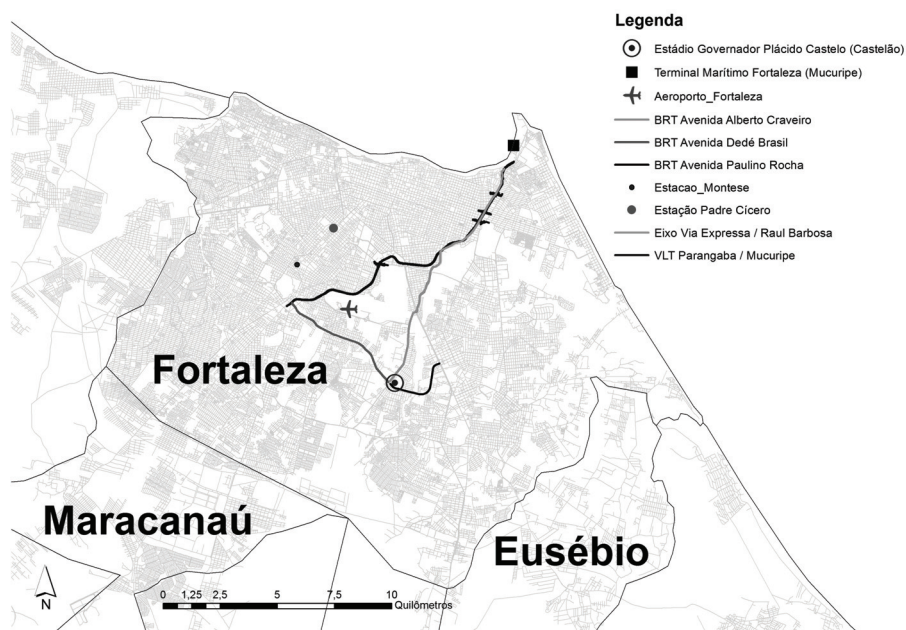 Legenda
Estádio Governador Plácido Castelo (Castelão)
Terminal Marítimo Fortaleza (Mucuripe)
Aeroporto_Fortaleza
BRT Avenida Alberto Craveiro
BRT Avenida Dedé Brasil
BRT Avenida Paulino Rocha
Estacao_Montese
Estação Padre Cícero
Eixo Via Expressa / Raul Barbosa
VLT Parangaba / Mucuripe
Fortaleza
Maracanaú
Eusébio
N
0 1,25 2,5 5 7,5 10
Quilômetros